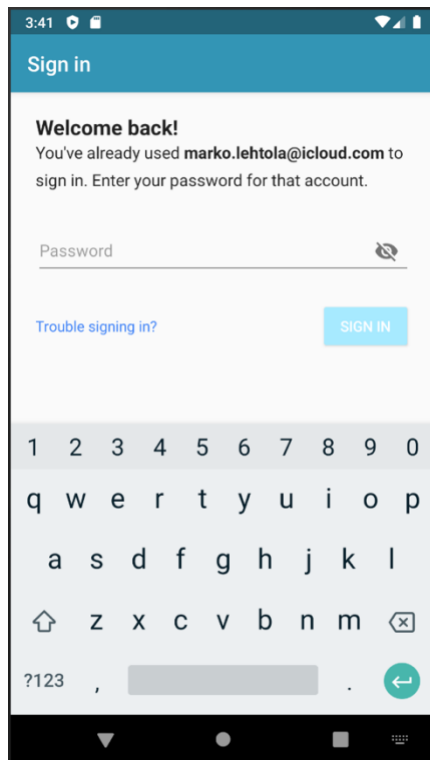 3:41
Sign in
Welcome back!
You've already used marko.lehtola@icloud.com to
sign in. Enter your password for that account.
Password
Trouble signing in?
SIGN IN
1 2 3 4 5 6 7 8 9 0
q w e r t y u i o p
a s d f g h j k l
z x c v b n m
?123 , .